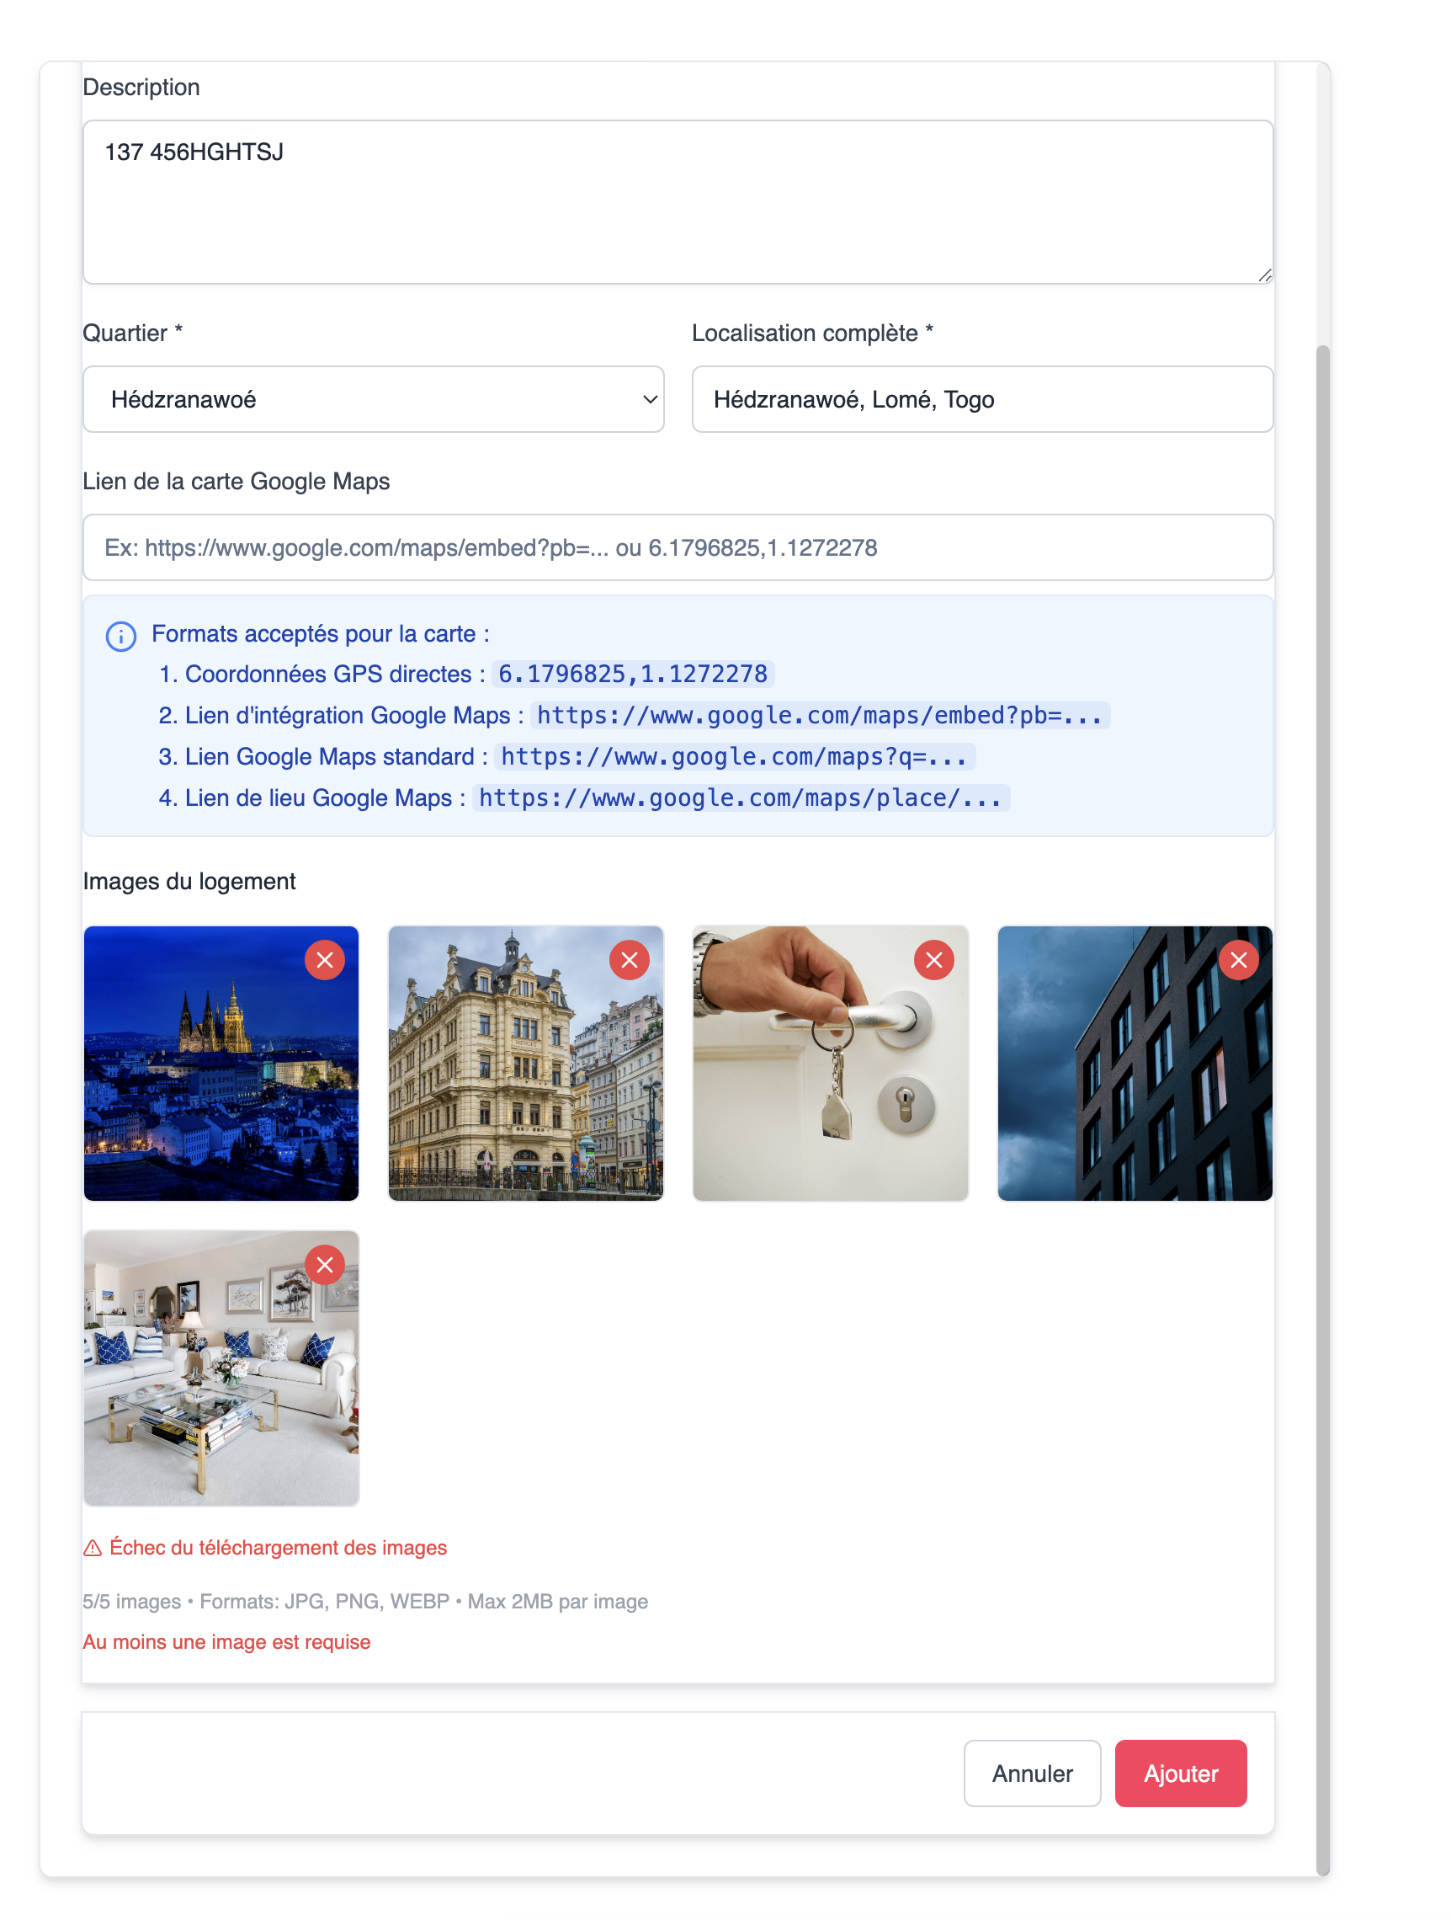 Description
137 456HGHTSJ
Quartier *
Localisation complète *
Hédzranawoé
Hédzranawoé, Lomé, Togo
Lien de la carte Google Maps
Ex: https://www.google.com/maps/embed?pb=... ou 6.1796825,1.1272278
Formats acceptés pour la carte :
1. Coordonnées GPS directes : 6.1796825,1.1272278
2. Lien d'intégration Google Maps : https://www.google.com/maps/embed?pb=...
3. Lien Google Maps standard : https://www.google.com/maps?q=...
4. Lien de lieu Google Maps : https://www.google.com/maps/place/...
Images du logement
Échec du téléchargement des images
5/5 images • Formats: JPG, PNG, WEBP • Max 2MB par image
Au moins une image est requise
Annuler
Ajouter